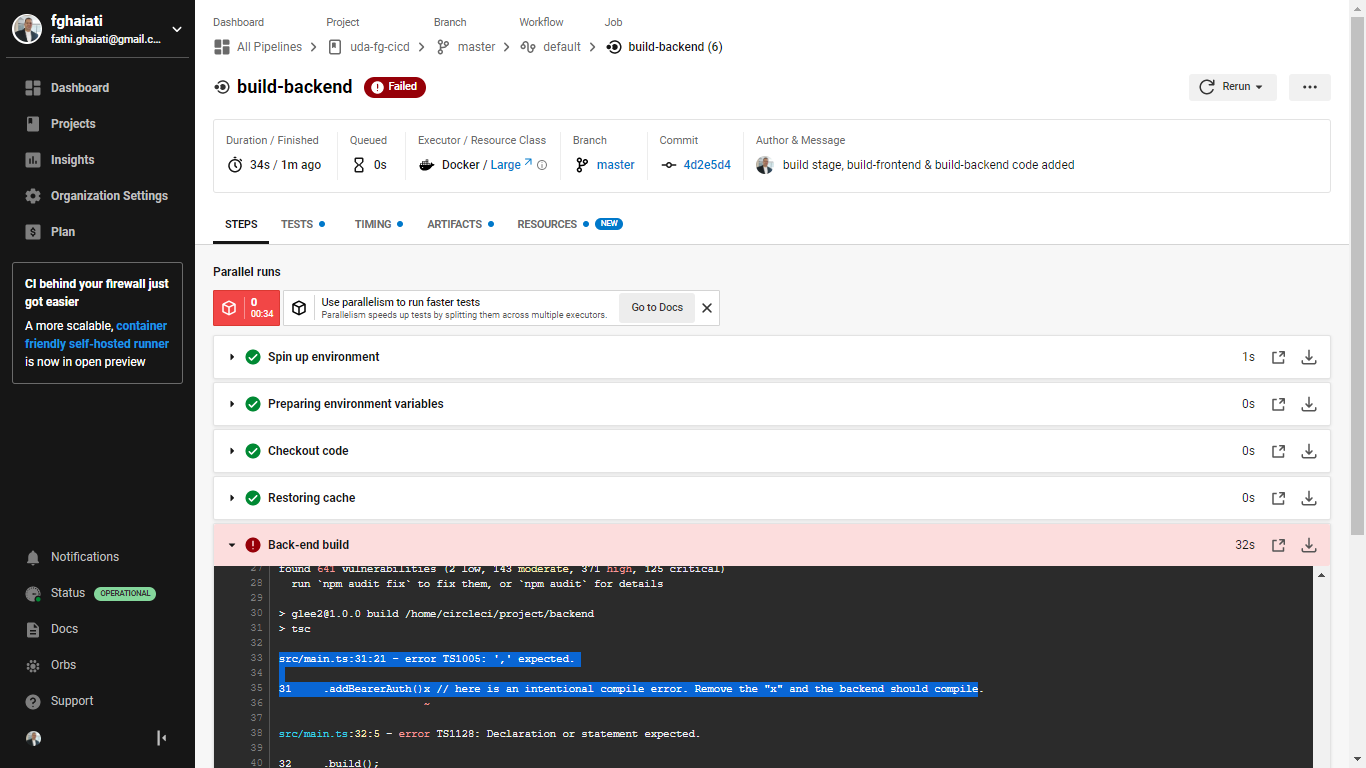 fghaiati
fathi.ghaiati@gmail.c...
Dashboard
Projects
Insights
Organization Settings
Plan
CI behind your firewall just
got easier
A more scalable, container
friendly self-hosted runner
is now in open preview
Notifications
Status OPERATIONAL
Docs
Orbs
Support
Dashboard Project Branch Workflow Job
All Pipelines uda-fg-cicd master default build-backend (6)
build-backend Failed
Rerun
Duration / Finished Queued Executor / Resource Class Branch Commit Author & Message
34s / 1m ago 0s Docker / Large master 4d2e5d4 build stage, build-frontend & build-backend code added
STEPS TESTS TIMING ARTIFACTS RESOURCES NEW
Parallel runs
0
00:34
Use parallelism to run faster tests
Parallelism speeds up tests by splitting them across multiple executors.
Go to Docs
Spin up environment 1s
Preparing environment variables 0s
Checkout code 0s
Restoring cache 0s
Back-end build 32s
27 found 641 vulnerabilities (2 low, 143 moderate, 371 high, 125 critical)
28 run `npm audit fix` to fix them, or `npm audit` for details
29
30 > glee2@1.0.0 build /home/circleci/project/backend
31 > tsc
32
33 src/main.ts:31:21 - error TS1005: ',' expected.
34
35 31 .addBearerAuth()x // here is an intentional compile error. Remove the "x" and the backend should compile.
36 ~
37
38 src/main.ts:32:5 - error TS1128: Declaration or statement expected.
39
40 32 .build();